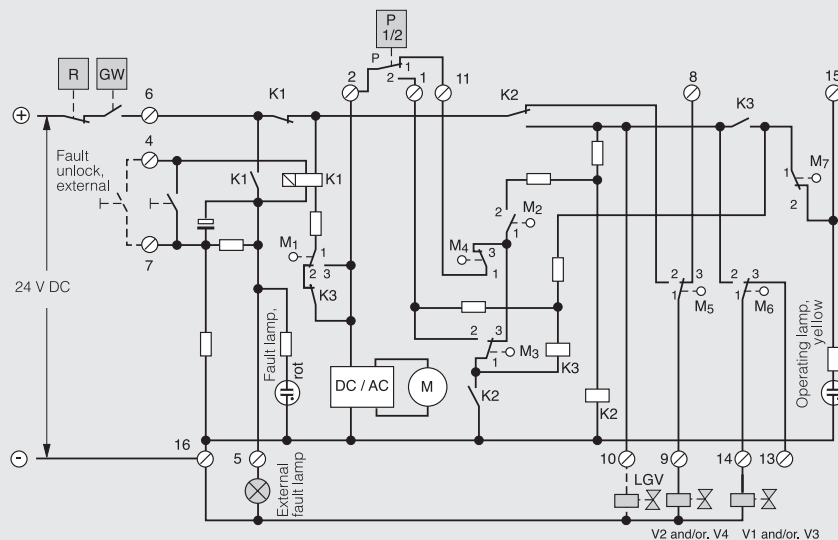 P
1/2
R
GW
P
1
2
2
1
11
8
15
6
K1
K2
K3
+
4
Fault
unlock,
external
K1
K1
M7
1
2
2
M2
1
7
M1
1
2 3
M4
3
2
1
K3
24 V DC
2
3
1
M5
2
3
1
M6
2
3
M3
1
K3
K2
K2
Fault lamp,
rot
DC / AC
M
Operating lamp,
yellow
16
5
10
9
14
13
-
External
fault lamp
LGV
V2 and/or, V4
V1 and/or, V3